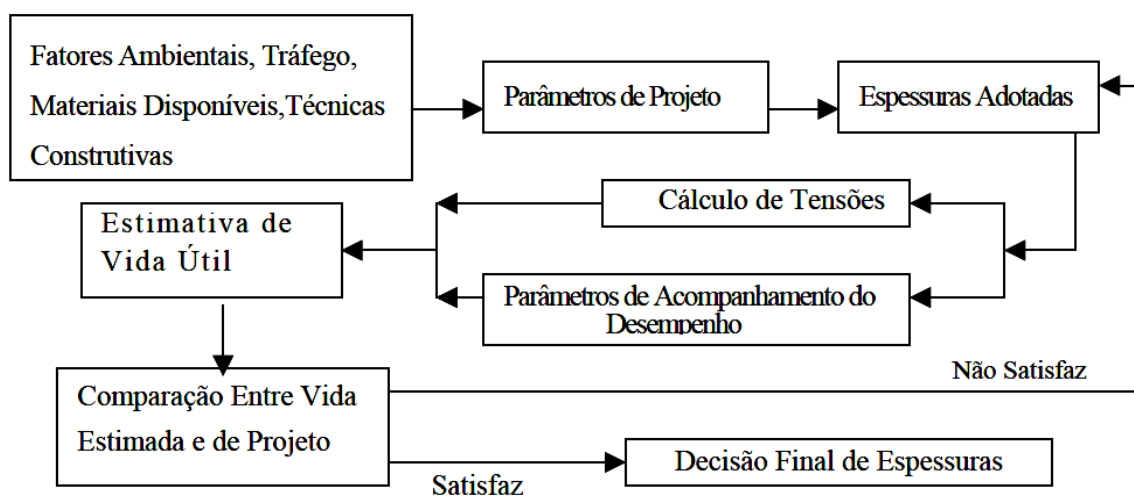 Fatores Ambientais, Tráfego,
Materiais Disponíveis,Técnicas
Construtivas
Parâmetros de Projeto
Espessuras Adotadas
Cálculo de Tensões
Estimativa de
Vida Útil
Parâmetros de Acompanhamento do
Desempenho
Não Satisfaz
Comparação Entre Vida
Estimada e de Projeto
Decisão Final de Espessuras
Satisfaz